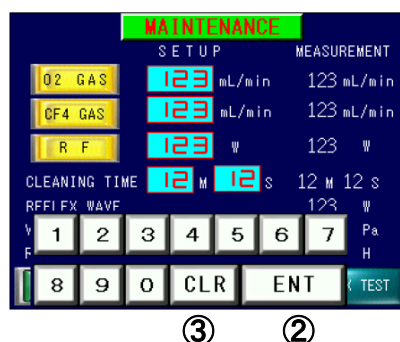 MAINTENANCE
SETUP MEASUREMENT
O2 GAS 123 mL/min 123 mL/min
CF4 GAS 123 mL/min 123 mL/min
R F 123 W 123 W
CLEANING TIME 12 M 12 S 12 M 12 S
REFLEX WAVE 123 W
1 2 3 4 5 6 7 Pa
H
8 9 0 CLR ENT TEST
③ ②